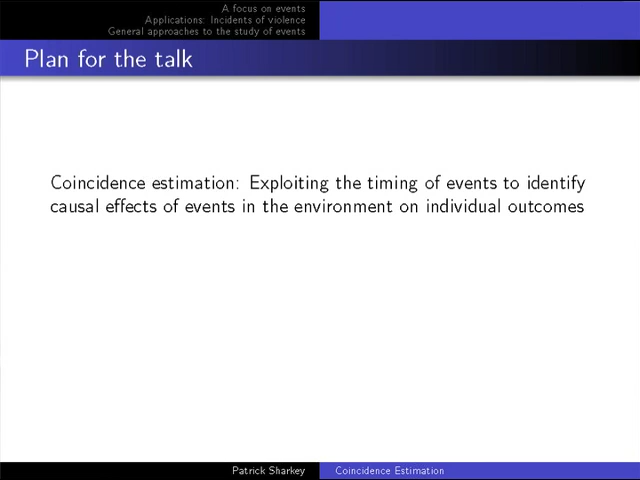 A focus on events
Applications: Incidents of violence
General approaches to the study of events
Plan for the talk
Coincidence estimation: Exploiting the timing of events to identify
causal effects of events in the environment on individual outcomes
Patrick Sharkey
Coincidence Estimation